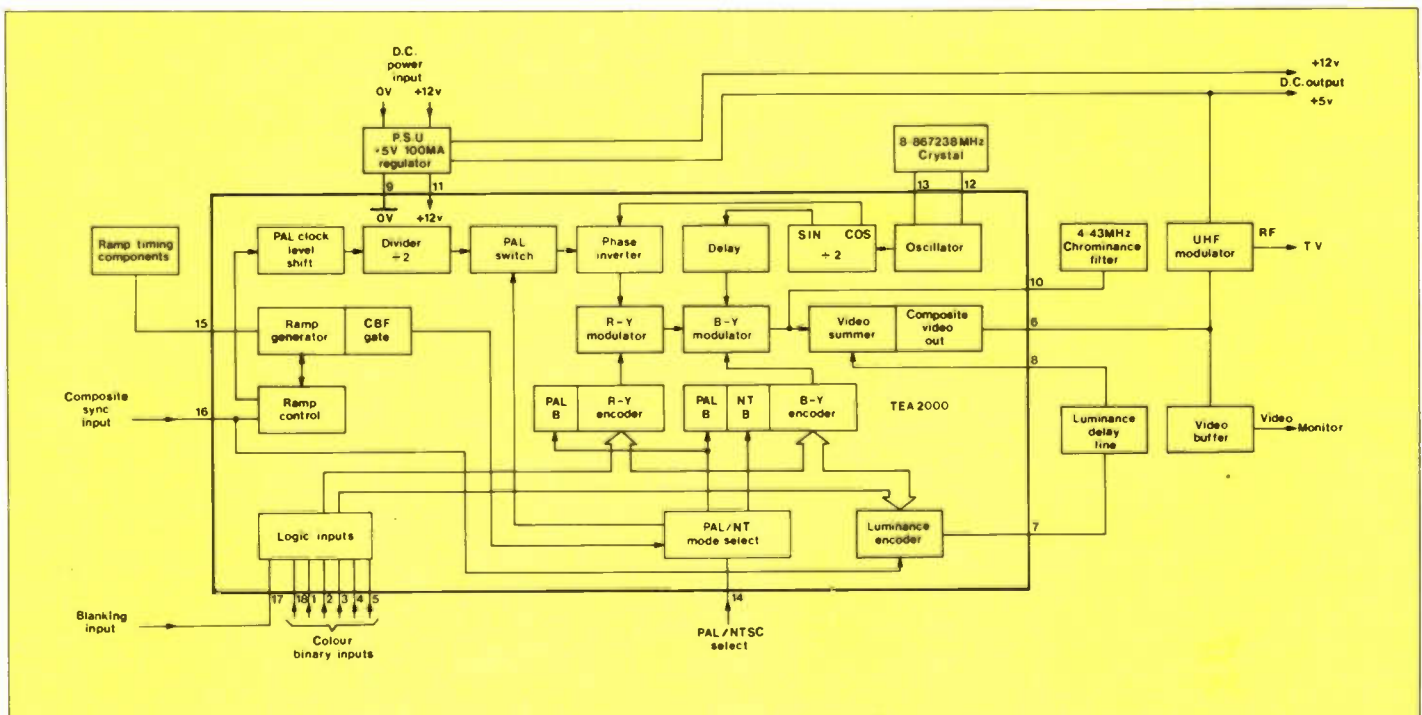 D.C.
power
input
OV
+12v
+12v
D.C. output
+5v
P.S.U
+5V 100MA
regulator
8·867238MHz
Crystal
9
11
13
12
OV
+12v
Ramp timing
components
PAL clock
level
shift
Divider
÷2
PAL
switch
Phase
inverter
Delay
SIN COS
÷2
Oscillator
4·43MHz
Chrominance
filter
UHF
modulator
RF
TV
10
15
Ramp
generator
CBF
gate
R-Y
modulator
B-Y
modulator
Video
summer
Composite
video
out
6
8
Composite
sync
input
16
Ramp
control
PAL
B
R-Y
encoder
PAL
B
NT
B
B-Y
encoder
TEA2000
Luminance
delay
line
Video
buffer
Video
Monitor
Logic inputs
PAL/NT
mode select
Luminance
encoder
7
17
18
1
2
3
4
5
14
Blanking
input
Colour
binary inputs
PAL/NTSC
select